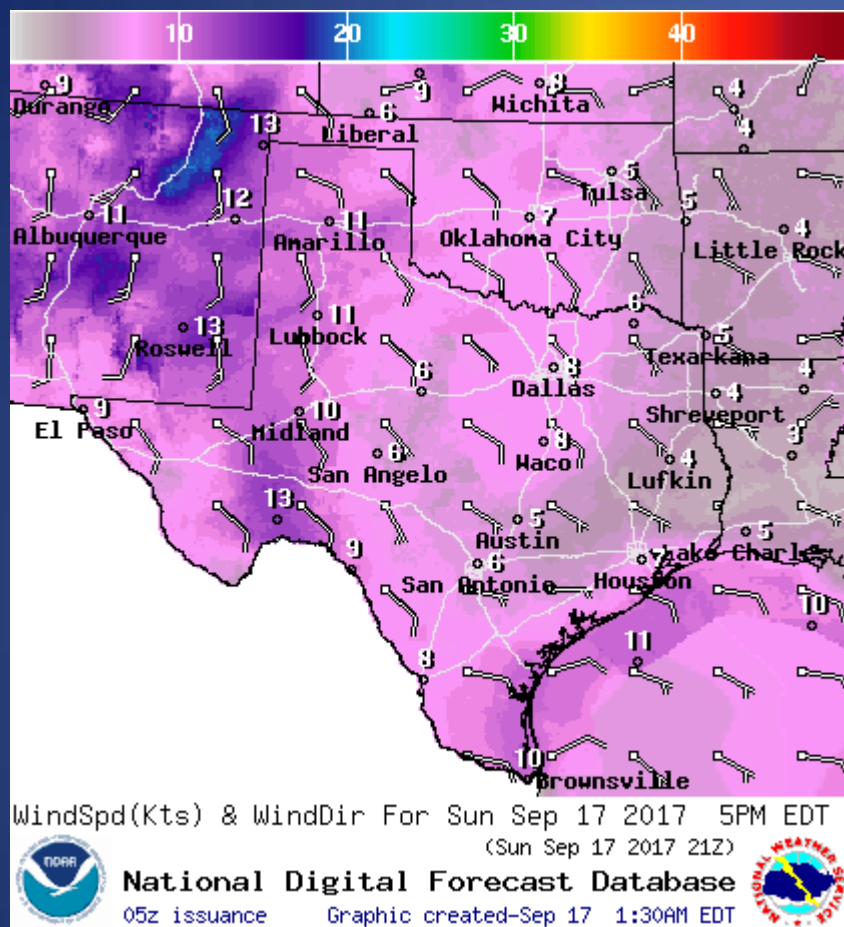 10 20 30 40
9 9 8 4
Durango Wichita
6
Liberal
13 4
5
Tulsa
12 11 11 7 5 4
Albuquerque Amarillo Oklahoma City Little Rock
13 11 6 5
Roswell Lubbock Texarkana
6 8 4 4
Dallas
9 10 Shreveport
El Paso Midland
6 8 4 3
San Angelo Waco Lufkin
13 5 5
Austin Lake Charles
9 6 7
San Antonio Houston
10
11
8
10
Brownsville
WindSpd(Kts) & WindDir For Sun Sep 17 2017 5PM EDT
(Sun Sep 17 2017 21Z)
NOAA
National Digital Forecast Database
05z issuance Graphic created-Sep 17 1:30AM EDT
NATIONAL WEATHER SERVICE